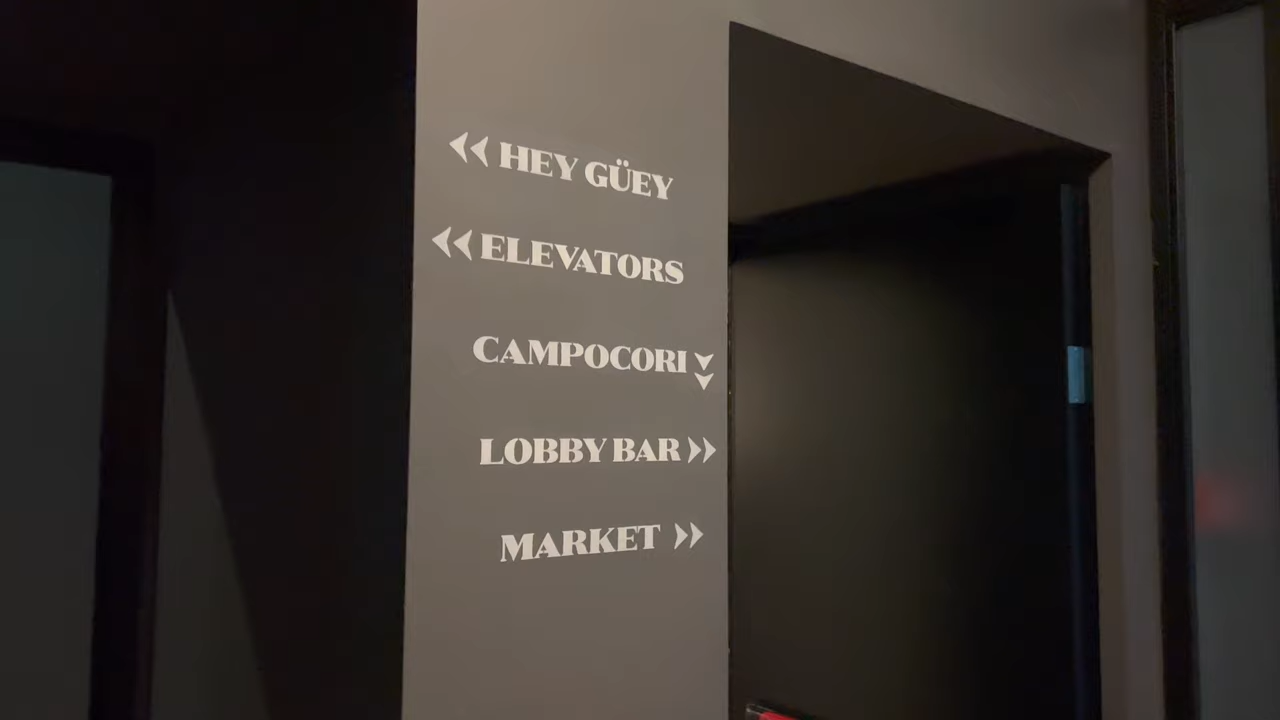 HEY GÜEY
ELEVATORS
CAMPOCORI
LOBBY BAR
MARKET